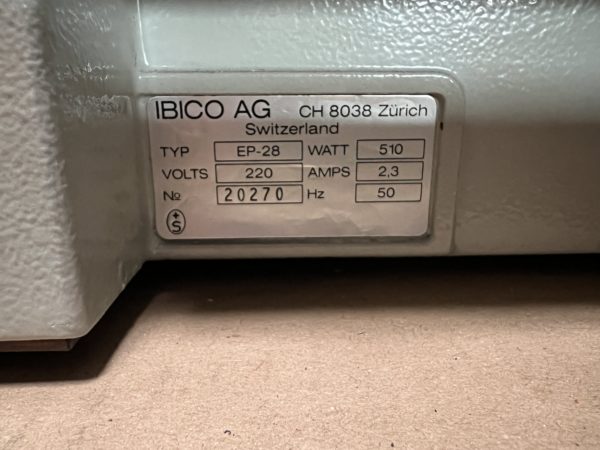 IBICO AG CH 8038 Zürich
Switzerland
TYP EP-28 WATT 510
VOLTS 220 AMPS 2,3
No 20270 Hz 50
+S